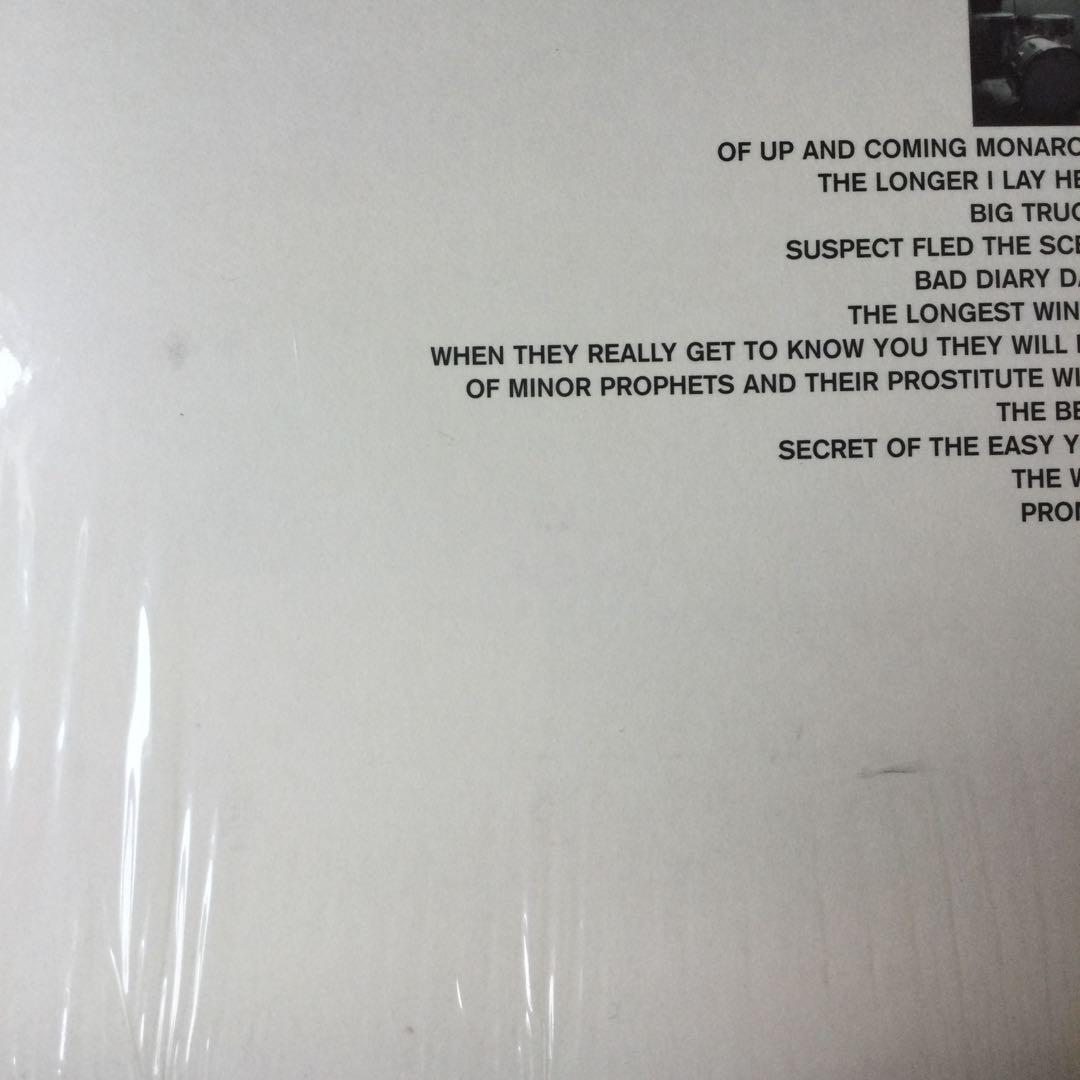 OF UP AND COMING MONARC
THE LONGER I LAY HE
BIG TRUC
SUSPECT FLED THE SCE
BAD DIARY DA
THE LONGEST WIN
WHEN THEY REALLY GET TO KNOW YOU THEY WILL
OF MINOR PROPHETS AND THEIR PROSTITUTE WI
THE BE
SECRET OF THE EASY Y
THE W
PRO